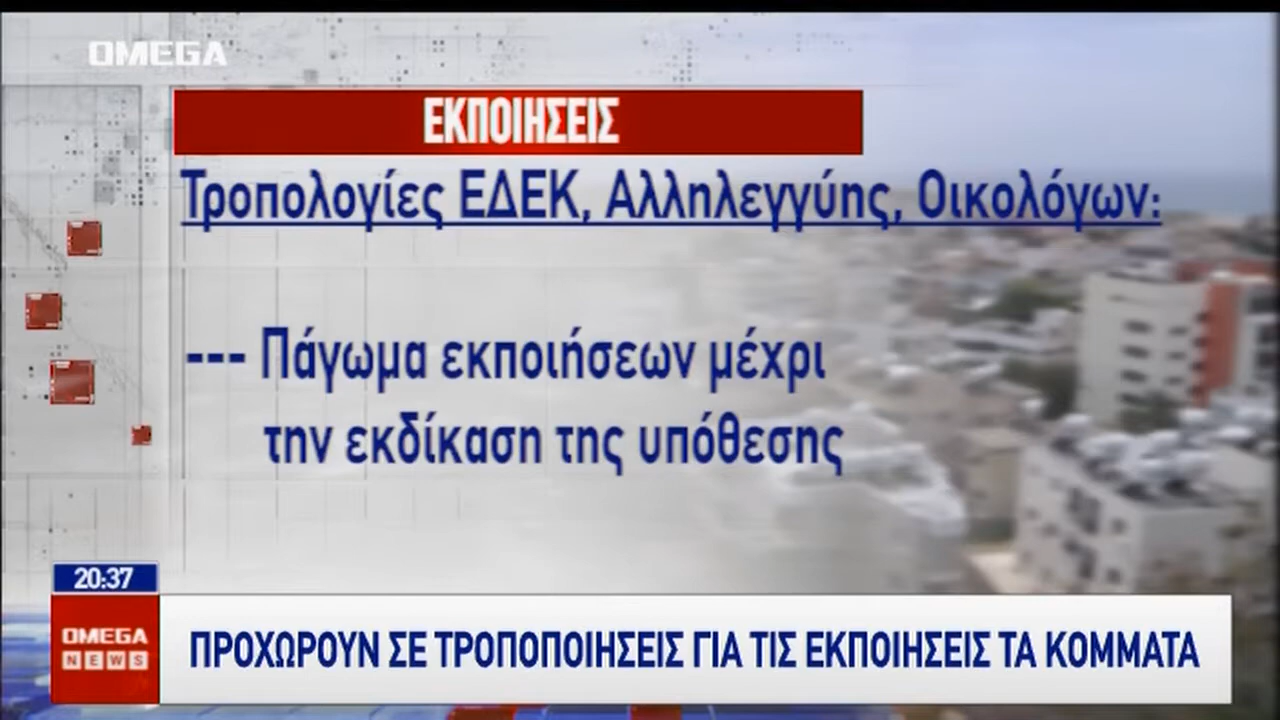 OMEGA
ΕΚΠΟΙΗΣΕΙΣ
Τροπολογίες ΕΔΕΚ, Αλληλεγγύης, Οικολόγων:
--- Πάγωμα εκποιήσεων μέχρι
την εκδίκαση της υπόθεσης
20:37
OMEGA
NEWS
ΠΡΟΧΩΡΟΥΝ ΣΕ ΤΡΟΠΟΠΟΙΗΣΕΙΣ ΓΙΑ ΤΙΣ ΕΚΠΟΙΗΣΕΙΣ ΤΑ ΚΟΜΜΑΤΑ